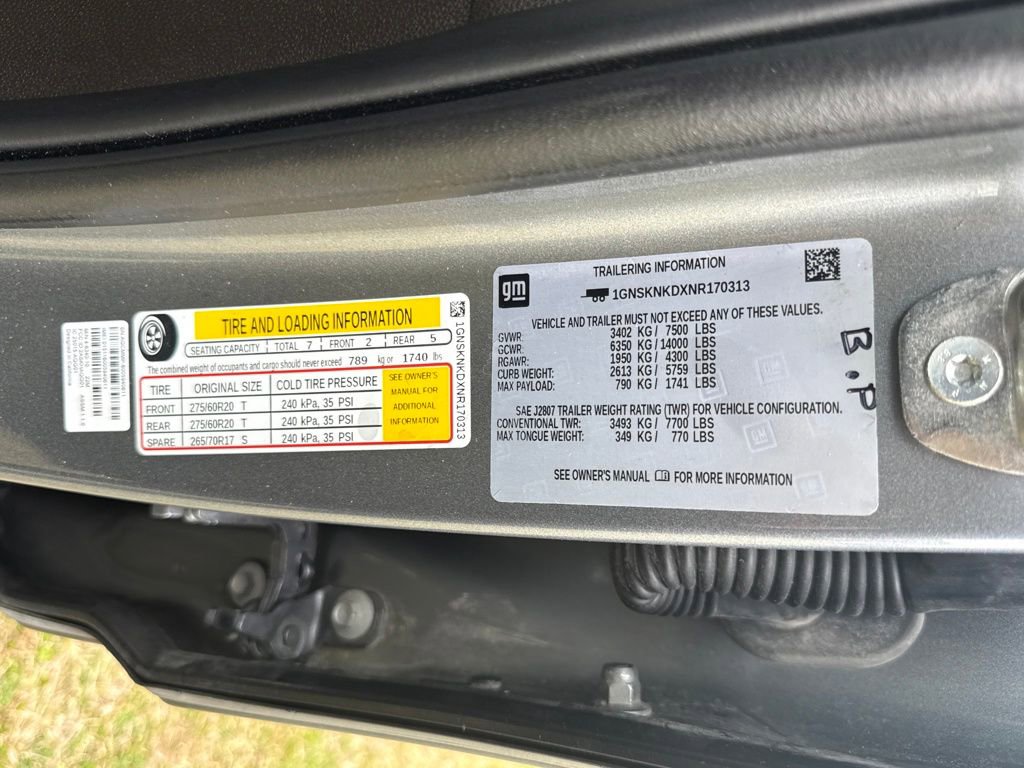 TIRE AND LOADING INFORMATION
SEATING CAPACITY TOTAL 7 FRONT 2 REAR 5
The combined weight of occupants and cargo should never exceed 789 kg or 1740 lbs
TIRE ORIGINAL SIZE COLD TIRE PRESSURE
FRONT 275/60R20 T 240 kPa, 35 PSI
REAR 275/60R20 T 240 kPa, 35 PSI
SPARE 265/70R17 S 240 kPa, 35 PSI
SEE OWNER'S
MANUAL FOR
ADDITIONAL
INFORMATION
1GNSKNKDXNR170313
gm
TRAILERING INFORMATION
1GNSKNKDXNR170313
VEHICLE AND TRAILER MUST NOT EXCEED ANY OF THESE VALUES.
GVWR: 3402 KG / 7500 LBS
GCWR: 6350 KG / 14000 LBS
RGAWR: 1950 KG / 4300 LBS
CURB WEIGHT: 2613 KG / 5759 LBS
MAX PAYLOAD: 790 KG / 1741 LBS
SAE J2807 TRAILER WEIGHT RATING (TWR) FOR VEHICLE CONFIGURATION.
CONVENTIONAL TWR: 3493 KG / 7700 LBS
MAX TONGUE WEIGHT: 349 KG / 770 LBS
SEE OWNER'S MANUAL FOR MORE INFORMATION
B.P